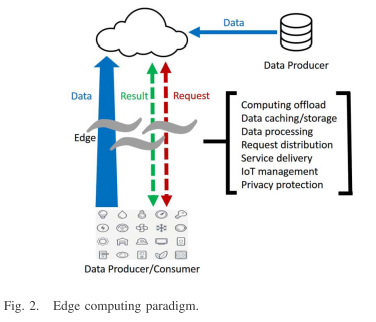 Data
Data Producer
Data
Result
Request
Edge
Computing offload
Data caching/storage
Data processing
Request distribution
Service delivery
IoT management
Privacy protection
Data Producer/Consumer
Fig. 2. Edge computing paradigm.